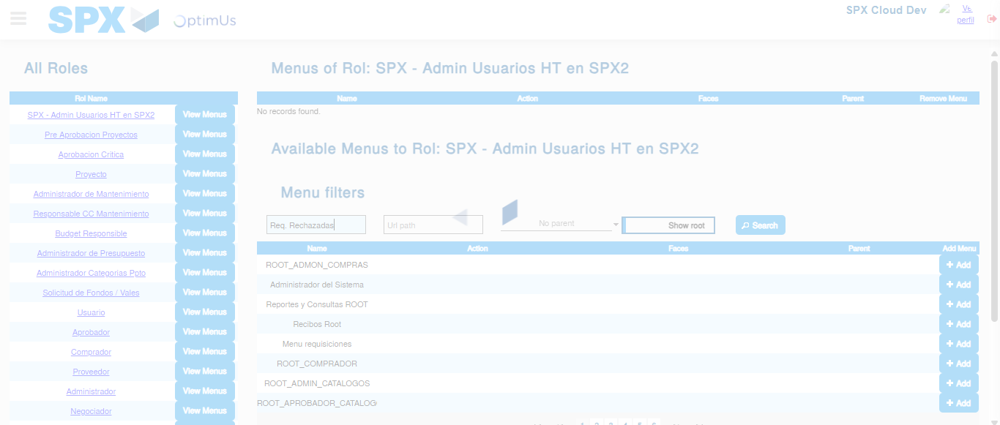 SPX OptimUs
SPX Cloud Dev
perfil
All Roles
Rol Name
SPX - Admin Usuarios HT en SPX2 View Menus
Pre Aprobacion Proyectos View Menus
Aprobacion Critica View Menus
Proyecto View Menus
Administrador de Mantenimiento View Menus
Responsable CC Mantenimiento View Menus
Budget Responsible View Menus
Administrador de Presupuesto View Menus
Administrador Categorias Ppto View Menus
Solicitud de Fondos / Vales View Menus
Usuario View Menus
Aprobador View Menus
Comprador View Menus
Proveedor View Menus
Administrador View Menus
Negociador View Menus
Menus of Rol: SPX - Admin Usuarios HT en SPX2
Name Action Faces Parent Remove Menu
No records found.
Available Menus to Rol: SPX - Admin Usuarios HT en SPX2
Menu filters
Req. Rechazadas Url path No parent Show root Search
Name Action Faces Parent Add Menu
ROOT_ADMON_COMPRAS Add
Administrador del Sistema Add
Reportes y Consultas ROOT Add
Recibos Root Add
Menu requisiciones Add
ROOT_COMPRADOR Add
ROOT_ADMIN_CATALOGOS Add
ROOT_APROBADOR_CATALOG Add